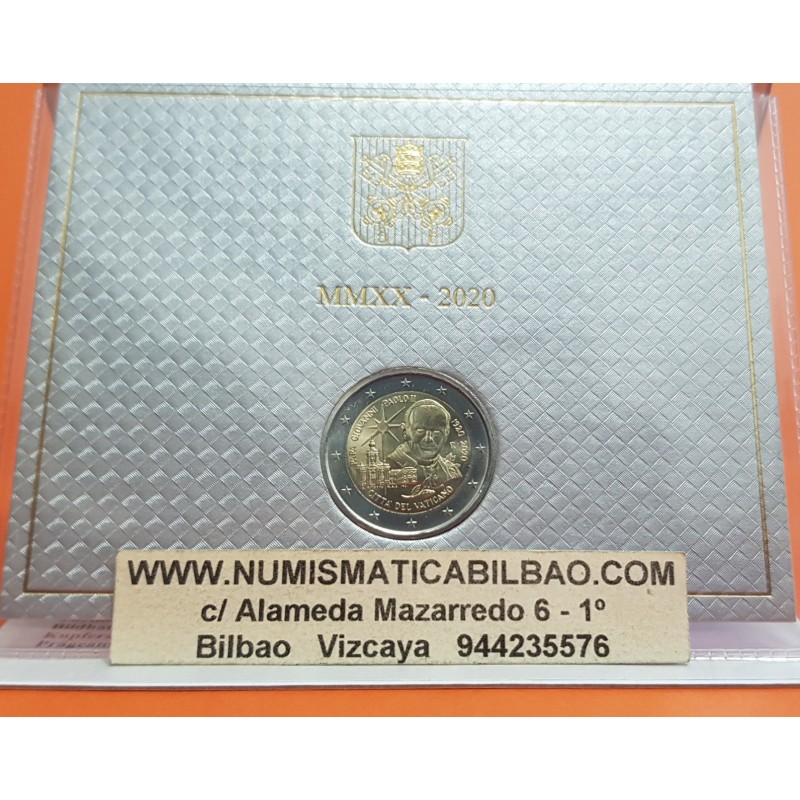 MMXX - 2020
PAPA GIOVANNI PAOLO II 1920 2020
CITTA' DEL VATICANO
WWW.NUMISMATICABILBAO.COM
c/ Alameda Mazarredo 6 - 1º
Bilbao Vizcaya 944235576